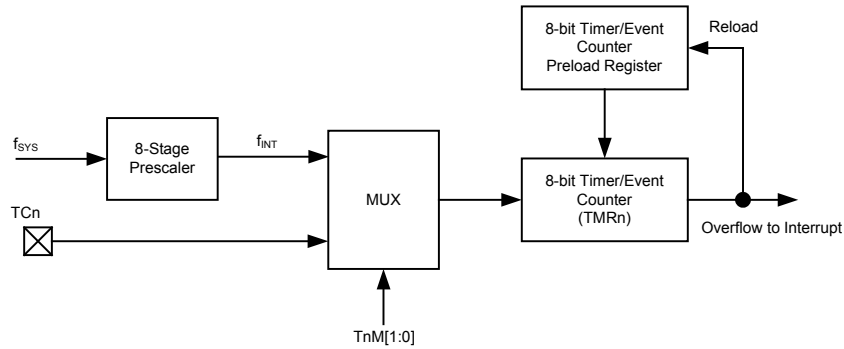 8-bit Timer/Event
Counter
Preload Register
Reload
fSYS
8-Stage
Prescaler
fINT
MUX
8-bit Timer/Event
Counter
(TMRn)
Overflow to Interrupt
TCn
TnM[1:0]